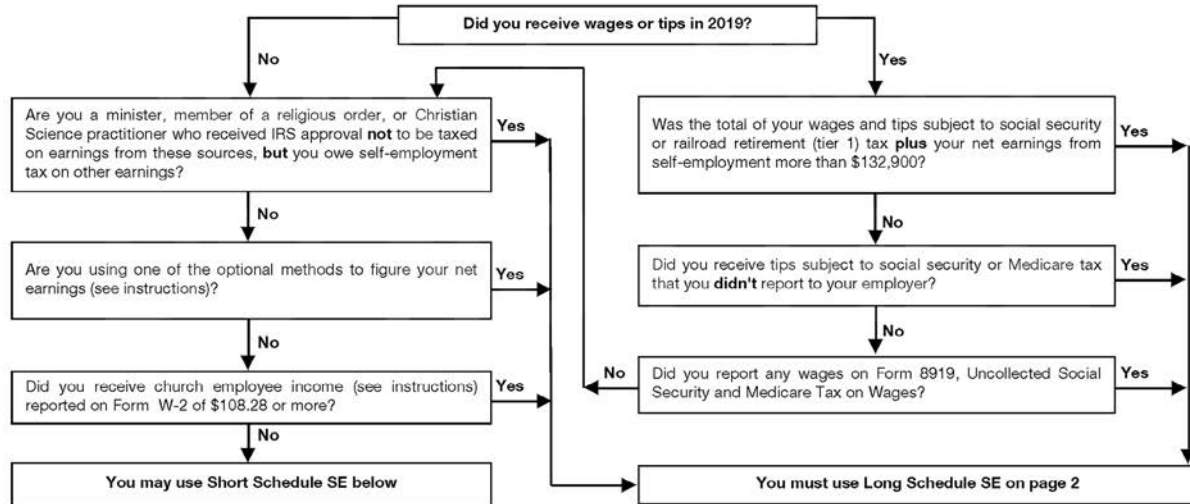 Did you receive wages or tips in 2019?
No
Yes
Are you a minister, member of a religious order, or Christian
Science practitioner who received IRS approval not to be taxed
on earnings from these sources, but you owe self-employment
tax on other earnings?
Yes
Was the total of your wages and tips subject to social security
or railroad retirement (tier 1) tax plus your net earnings from
self-employment more than $132,900?
Yes
No
No
Are you using one of the optional methods to figure your net
earnings (see instructions)?
Yes
Did you receive tips subject to social security or Medicare tax
that you didn't report to your employer?
Yes
No
No
Did you receive church employee income (see instructions)
reported on Form W-2 of $108.28 or more?
Yes
No
Did you report any wages on Form 8919, Uncollected Social
Security and Medicare Tax on Wages?
Yes
No
You may use Short Schedule SE below
You must use Long Schedule SE on page 2